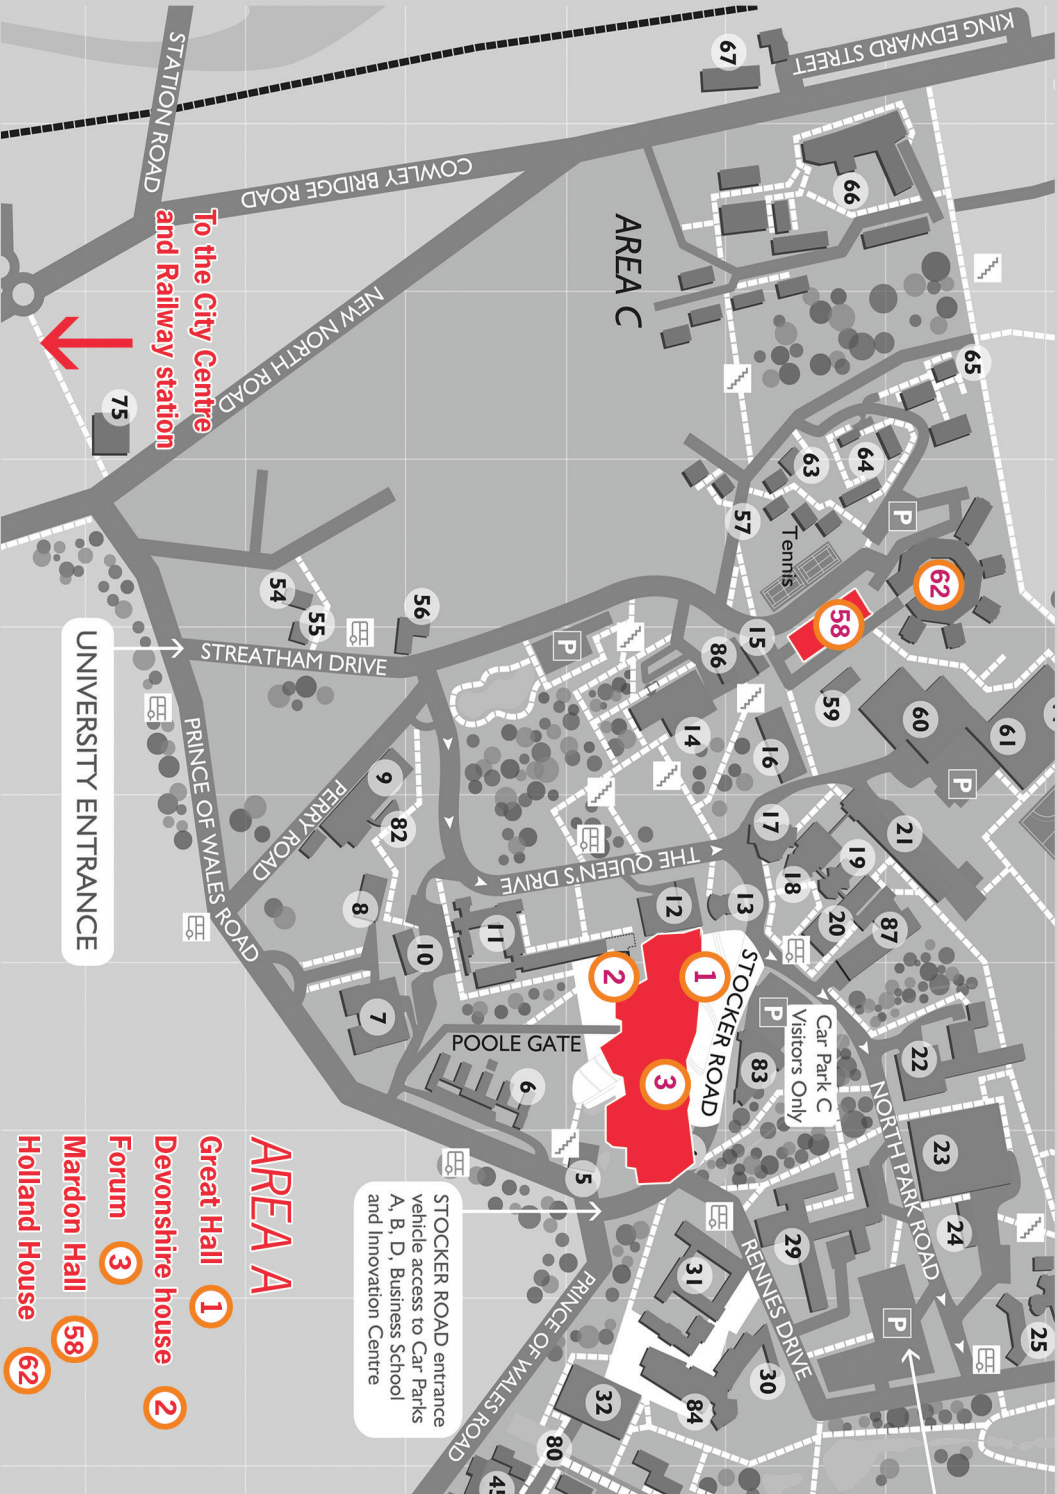 KING EDWARD STREET
STATION ROAD
COWLEY BRIDGE ROAD
NEW NORTH ROAD
To the City Centre
and Railway station
AREA C
67
66
65
64
63
P
57
Tennis
62
58
75
54
55
56
STREATHAM DRIVE
UNIVERSITY ENTRANCE
PRINCE OF WALES ROAD
PERRY ROAD
P
15
86
59
60
61
P
14
16
9
82
17
18
19
21
THE QUEEN'S DRIVE
8
10
11
12
13
20
87
7
2
1
STOCKER ROAD
P
Car Park C
Visitors Only
POOLE GATE
6
3
83
22
NORTH PARK ROAD
23
24
5
29
RENNES DRIVE
P
25
31
30
84
32
80
45
PRINCE OF WALES ROAD
STOCKER ROAD entrance
vehicle access to Car Parks
A, B, D, Business School
and Innovation Centre
AREA A
Great Hall 1
Devonshire house 2
Forum 3
Mardon Hall 58
Holland House 62